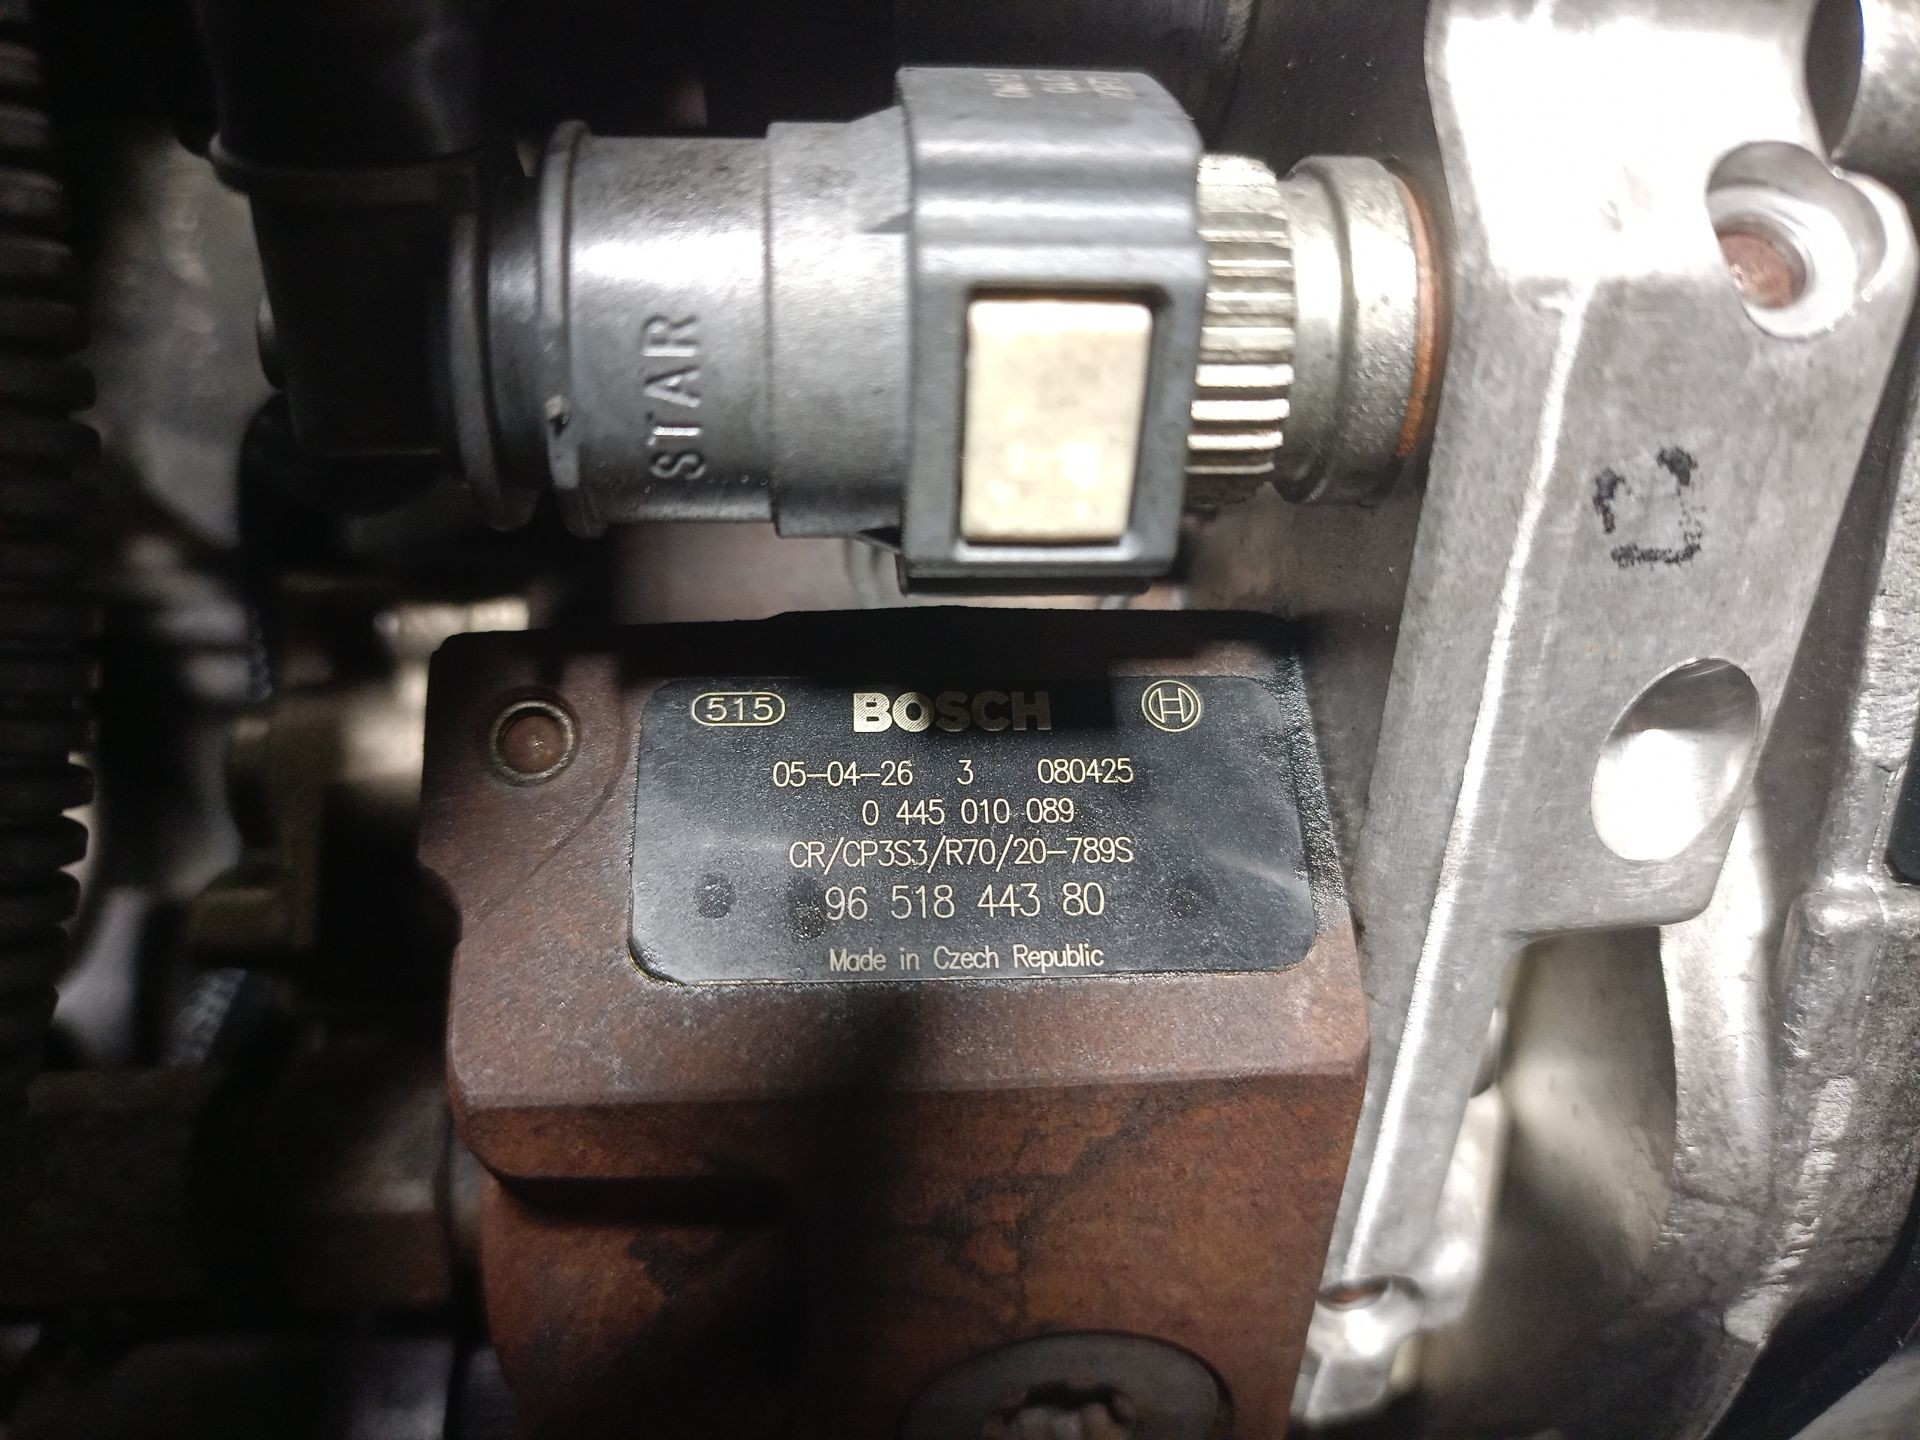 STAR
515 BOSCH
05-04-26 3 080425
0 445 010 089
CR/CP3S3/R70/20-789S
96 518 443 80
Made in Czech Republic